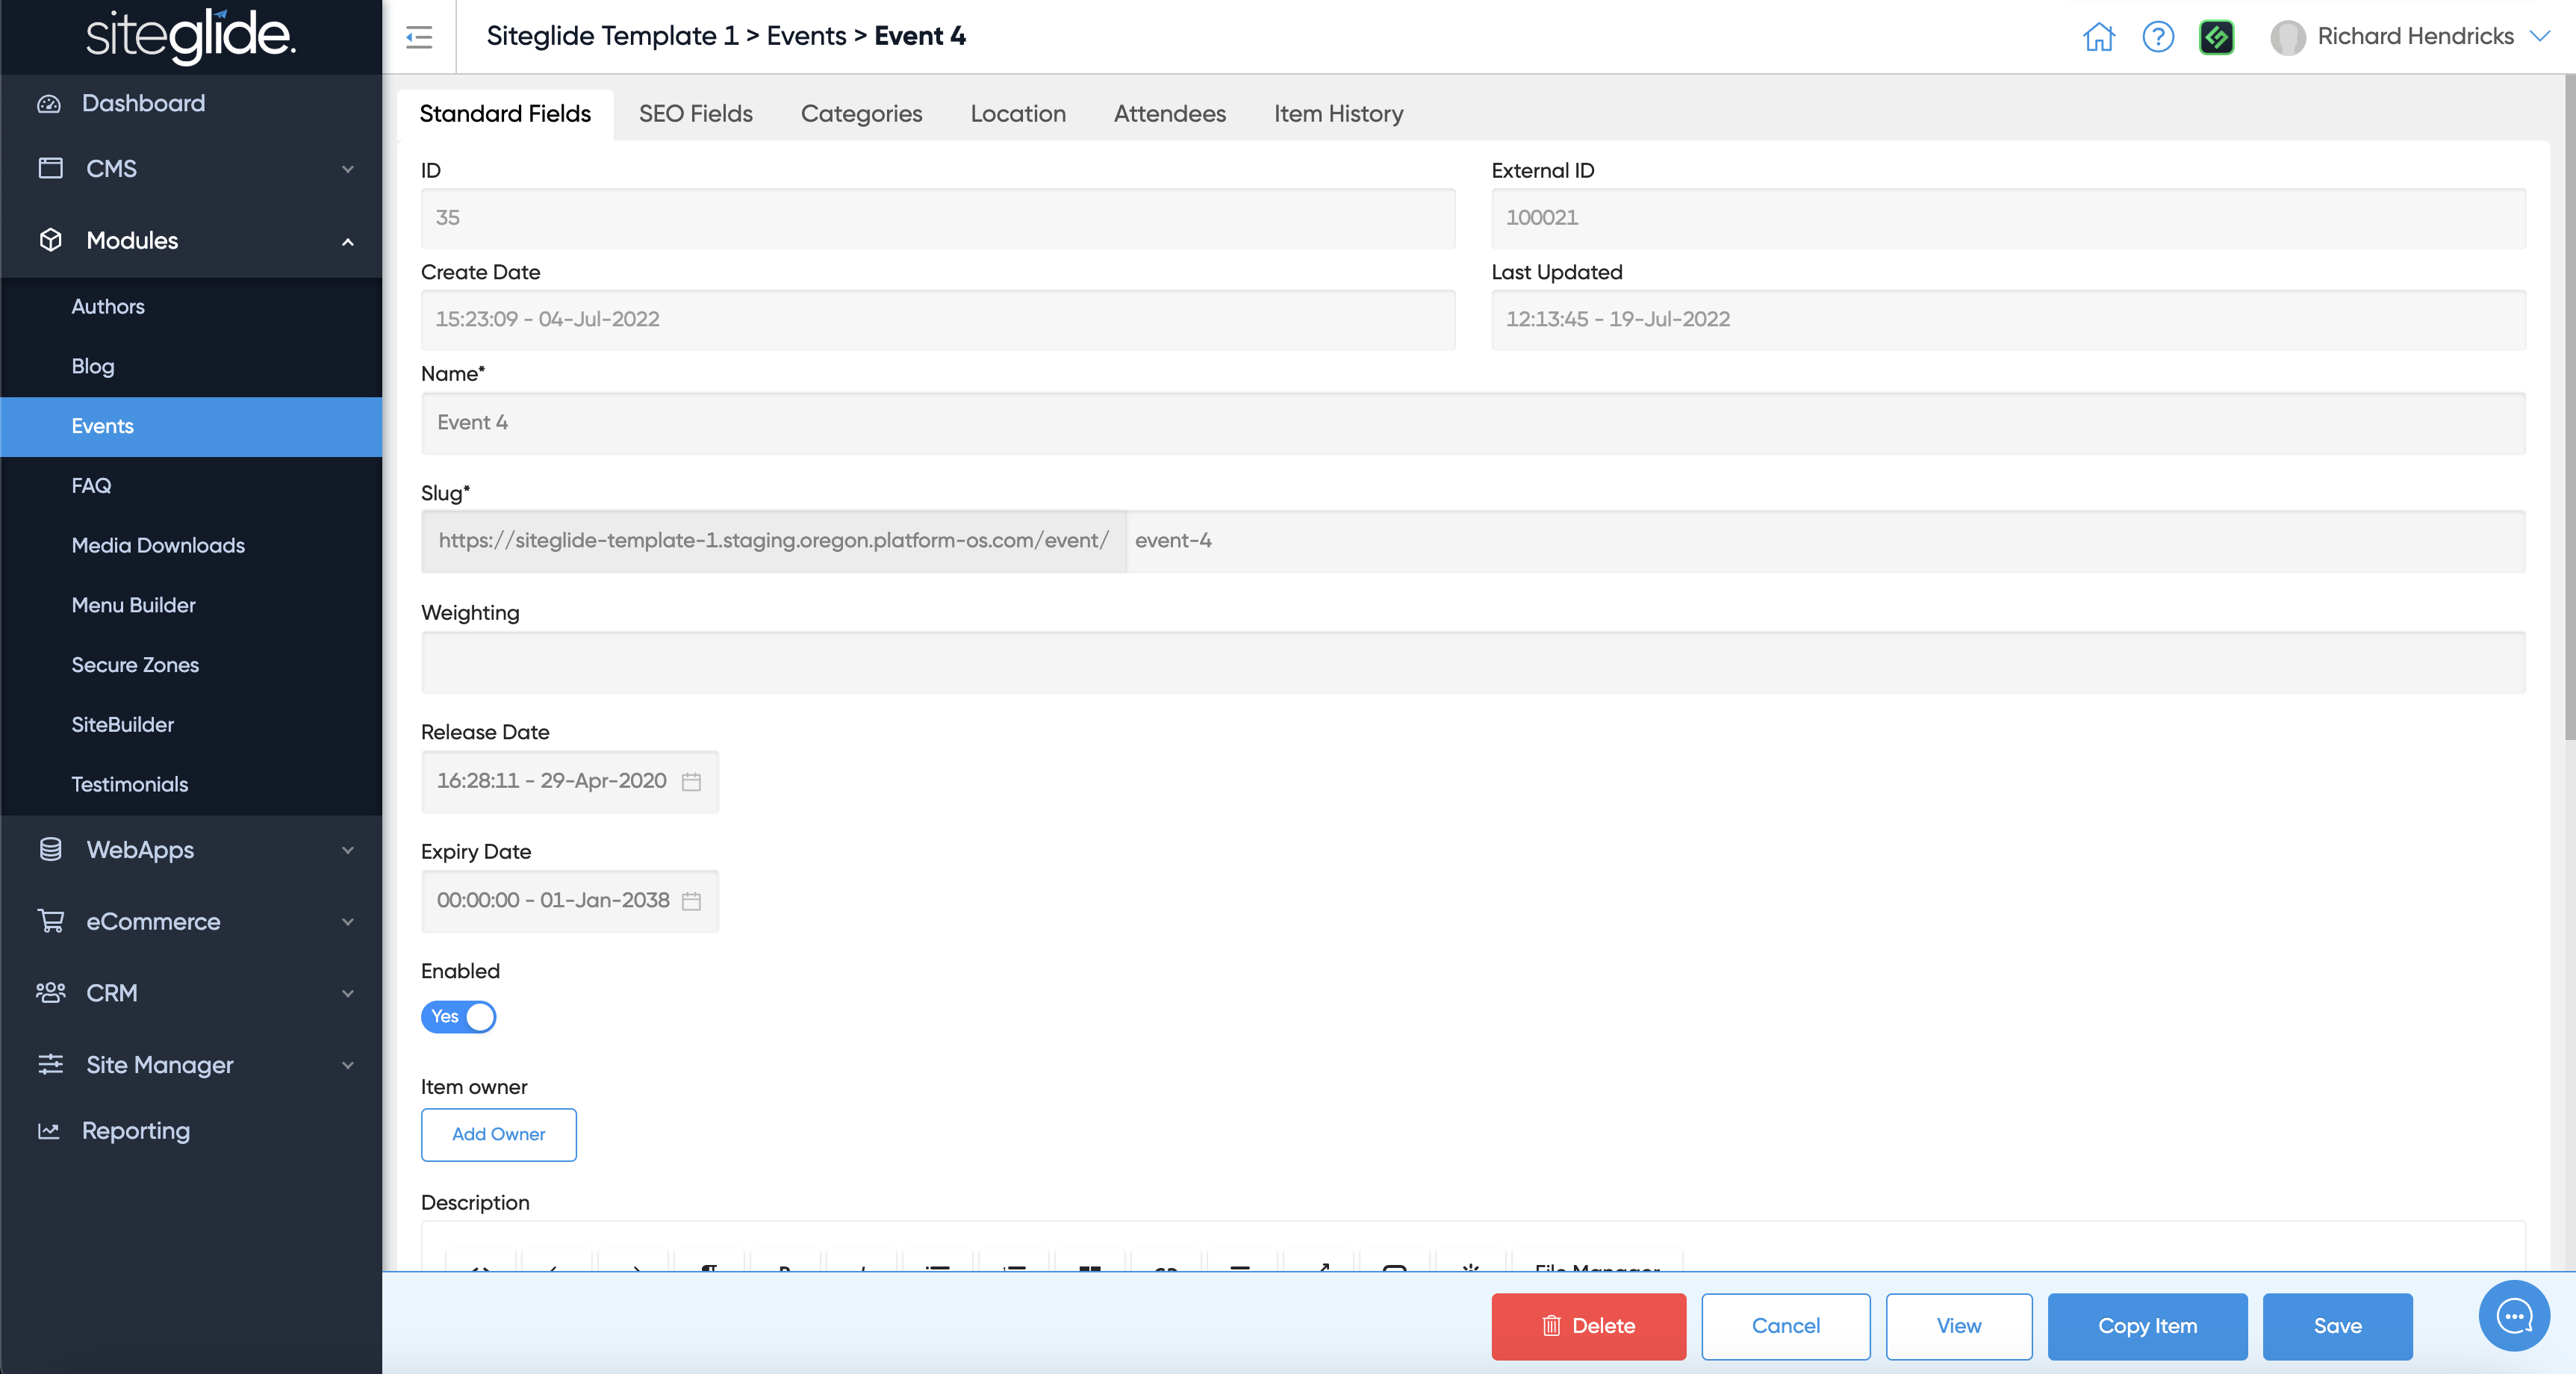 siteglide.
Siteglide Template 1 > Events > Event 4
Richard Hendricks
Dashboard
CMS
Modules
Authors
Blog
Events
FAQ
Media Downloads
Menu Builder
Secure Zones
SiteBuilder
Testimonials
WebApps
eCommerce
CRM
Site Manager
Reporting
Standard Fields SEO Fields Categories Location Attendees Item History
ID External ID
35 100021
Create Date Last Updated
15:23:09 - 04-Jul-2022 12:13:45 - 19-Jul-2022
Name*
Event 4
Slug*
https://siteglide-template-1.staging.oregon.platform-os.com/event/ event-4
Weighting
Release Date
16:28:11 - 29-Apr-2020
Expiry Date
00:00:00 - 01-Jan-2038
Enabled
Yes
Item owner
Add Owner
Description
File Manager
Delete Cancel View Copy Item Save